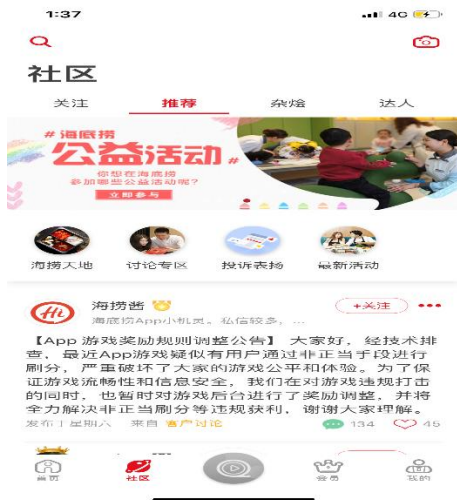 1:37
4G
社区
关注
推荐
杂烩
达人
#海底捞
公益活动#
你想在海底捞
参加哪些公益活动呢?
立即参与
海捞天地
讨论专区
投诉表扬
最新活动
Hi
海捞酱
+关注
海底捞App小机灵。私信较多,...
【App 游戏奖励规则调整公告】 大家好, 经技术排
查, 最近App游戏疑似有用户通过非正当手段进行
刷分, 严重破坏了大家的游戏公平和体验。为了保
证游戏流畅性和信息安全, 我们在对游戏违规打击
的同时, 也暂时对游戏后台进行了奖励调整, 并将
全力解决非正当刷分等违规获利, 谢谢大家理解。
发布于星期六 来自 客户讨论
134
45
首页
社区
会员
我的